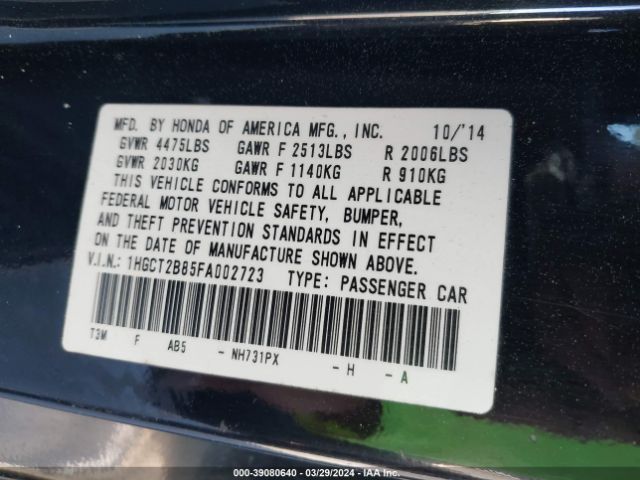 MFD. BY HONDA OF AMERICA MFG., INC. 10/'14
GVWR 4475LBS GAWR F 2513LBS R 2006LBS
GVWR 2030KG GAWR F 1140KG R 910KG
THIS VEHICLE CONFORMS TO ALL APPLICABLE
FEDERAL MOTOR VEHICLE SAFETY, BUMPER,
AND THEFT PREVENTION STANDARDS IN EFFECT
ON THE DATE OF MANUFACTURE SHOWN ABOVE.
V.I.N.: 1HGCT2B85FA002723 TYPE: PASSENGER CAR
T3M F AB5 - NH731PX - H - A
000-39080640 - 03/29/2024 - IAA Inc.